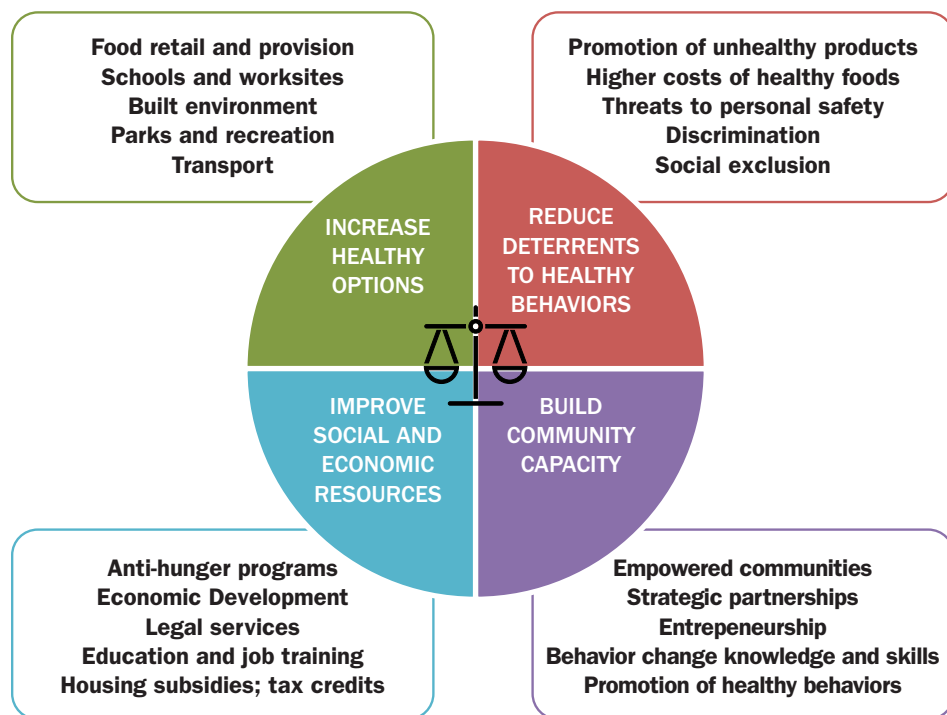 Food retail and provision
Schools and worksites
Built environment
Parks and recreation
Transport
Promotion of unhealthy products
Higher costs of healthy foods
Threats to personal safety
Discrimination
Social exclusion
INCREASE
HEALTHY
OPTIONS
REDUCE
DETERRENTS
TO HEALTHY
BEHAVIORS
IMPROVE
SOCIAL AND
ECONOMIC
RESOURCES
BUILD
COMMUNITY
CAPACITY
Anti-hunger programs
Economic Development
Legal services
Education and job training
Housing subsidies; tax credits
Empowered communities
Strategic partnerships
Entrepeneurship
Behavior change knowledge and skills
Promotion of healthy behaviors